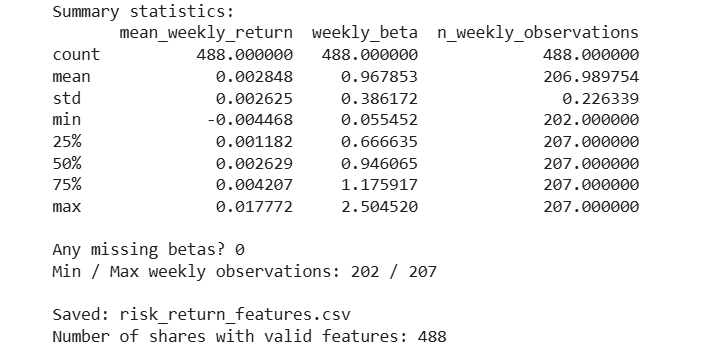 Summary statistics:
mean_weekly_return weekly_beta n_weekly_observations
count 488.000000 488.000000 488.000000
mean 0.002848 0.967853 206.989754
std 0.002625 0.386172 0.226339
min -0.004468 0.055452 202.000000
25% 0.001182 0.666635 207.000000
50% 0.002629 0.946065 207.000000
75% 0.004207 1.175917 207.000000
max 0.017772 2.504520 207.000000
Any missing betas? 0
Min / Max weekly observations: 202 / 207
Saved: risk_return_features.csv
Number of shares with valid features: 488